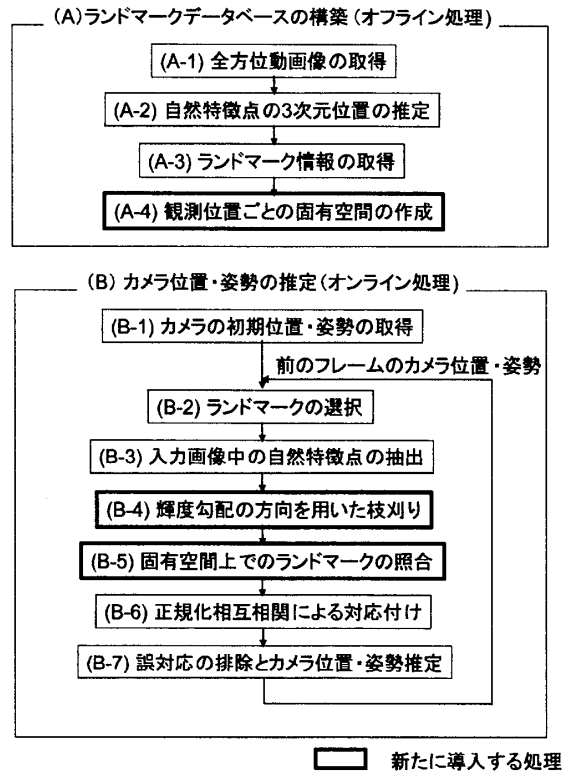 (A)ランドマークデータベースの構築(オフライン処理)
(A-1) 全方位動画像の取得
(A-2) 自然特徴点の3次元位置の推定
(A-3) ランドマーク情報の取得
(A-4) 観測位置ごとの固有空間の作成
(B) カメラ位置・姿勢の推定(オンライン処理)
(B-1) カメラの初期位置・姿勢の取得
前のフレームのカメラ位置・姿勢
(B-2) ランドマークの選択
(B-3) 入力画像中の自然特徴点の抽出
(B-4) 輝度勾配の方向を用いた枝刈り
(B-5) 固有空間上でのランドマークの照合
(B-6) 正規化相互相関による対応付け
(B-7) 誤対応の排除とカメラ位置・姿勢推定
新たに導入する処理